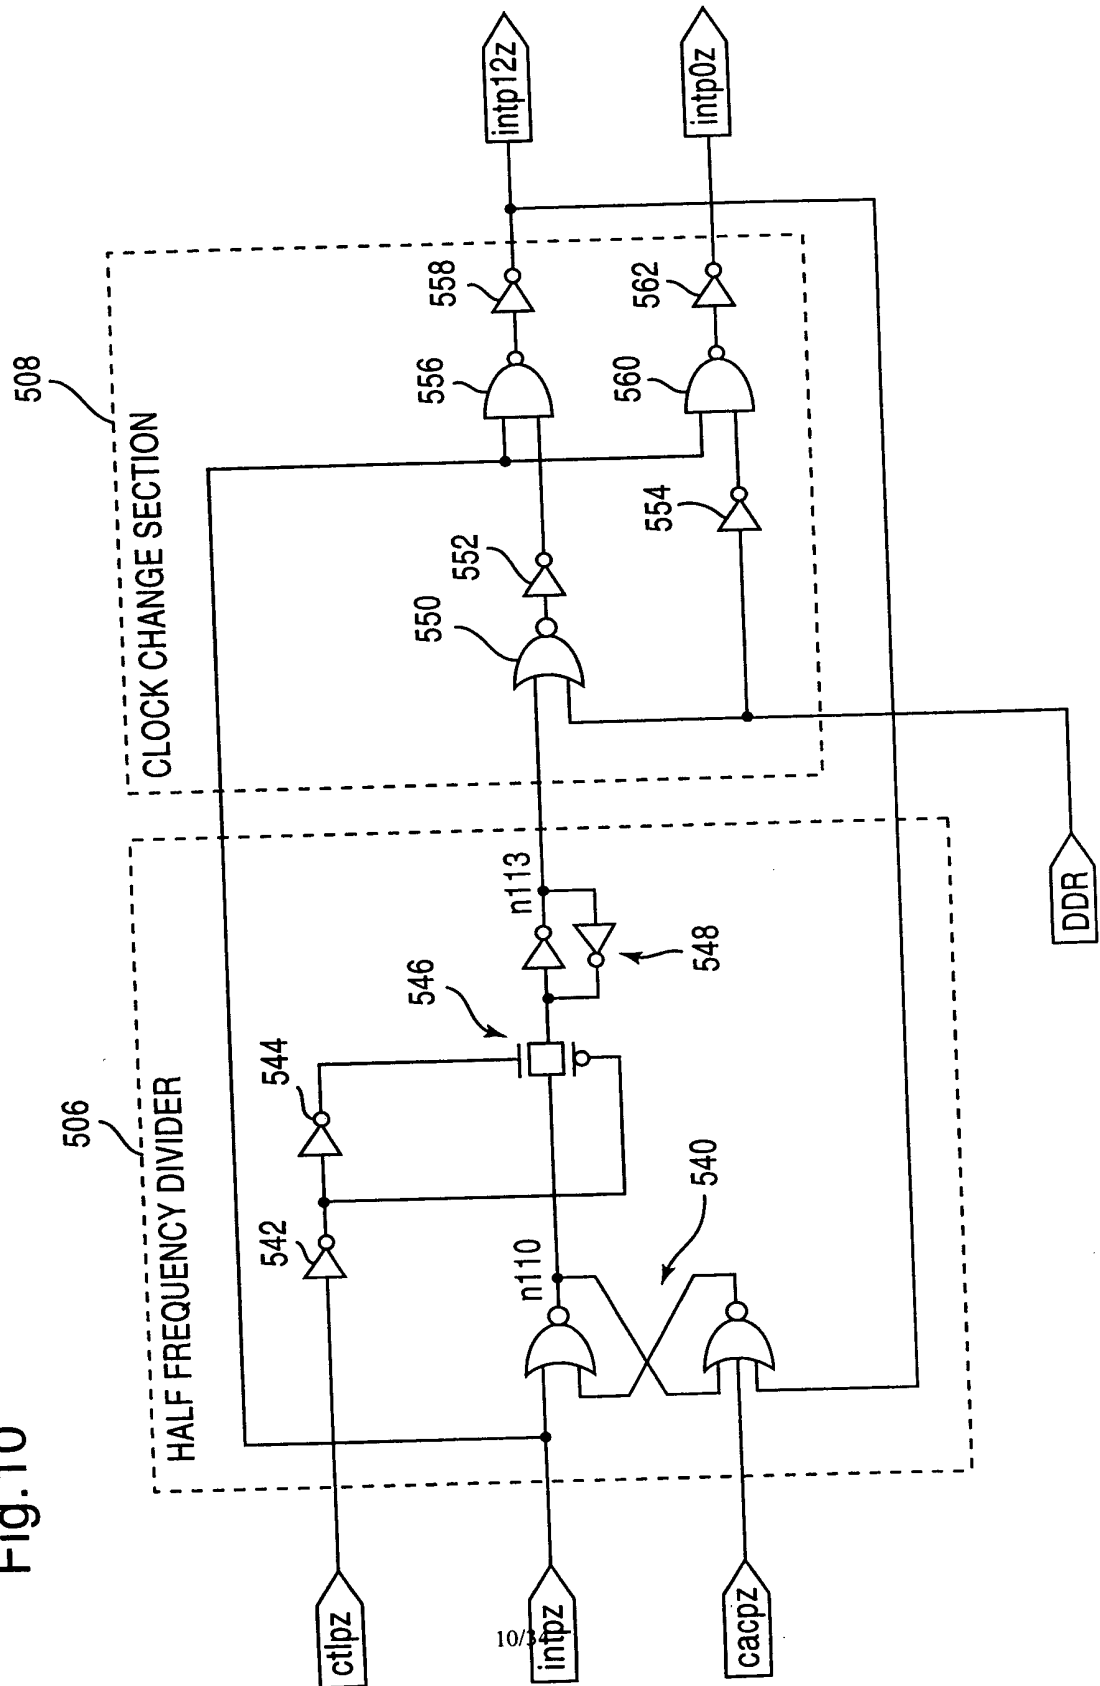 Fig.10
506
HALF FREQUENCY DIVIDER
508
CLOCK CHANGE SECTION
ctlpz
542
544
546
intpz
n110
540
548
n113
550
552
556
558
intp12z
cacpz
554
560
562
intp0z
DDR
10/34